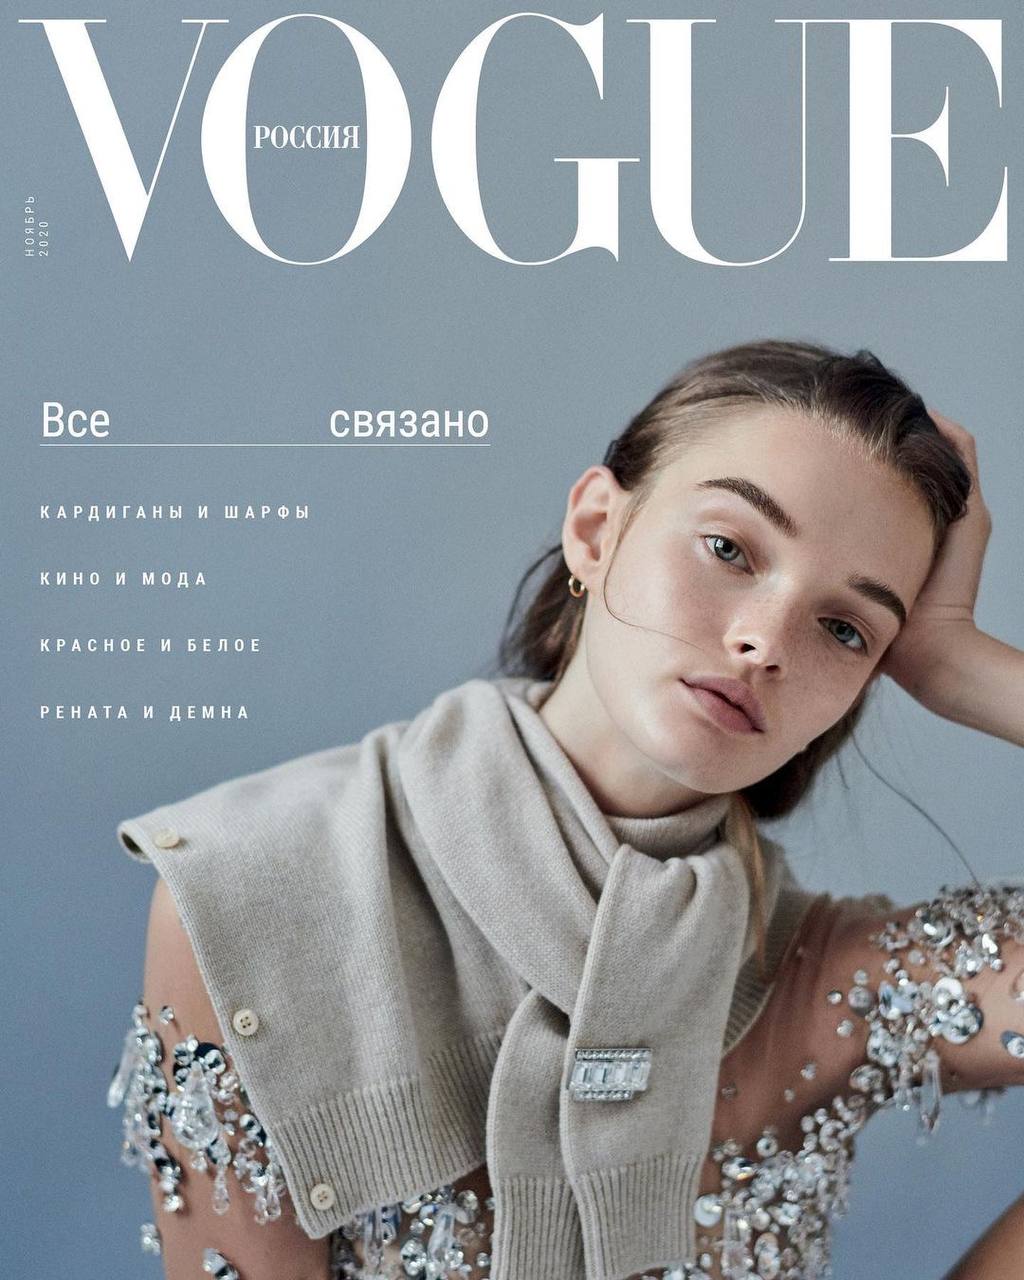 VOGUE
РОССИЯ
НОЯБРЬ
2020
Все связано
КАРДИГАНЫ И ШАРФЫ
КИНО И МОДА
КРАСНОЕ И БЕЛОЕ
РЕНАТА И ДЕМНА